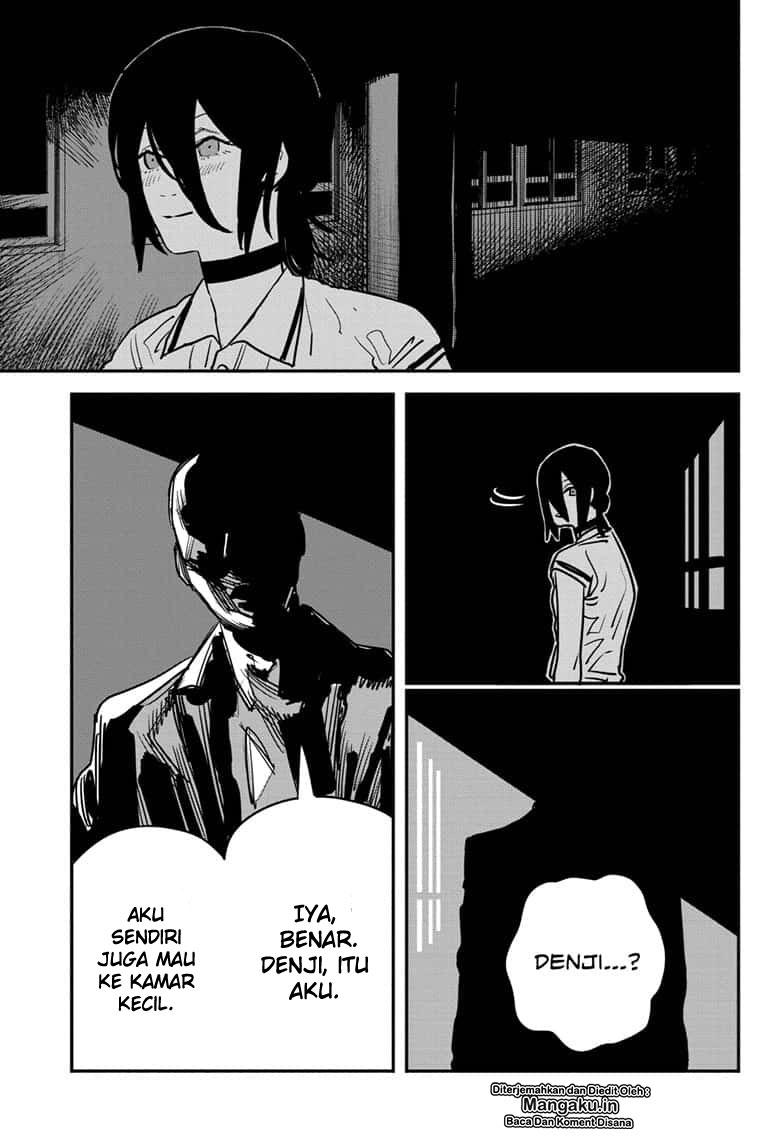 DENJI...?
IYA,
BENAR.
DENJI, ITU
AKU.
AKU
SENDIRI
JUGA MAU
KE KAMAR
KECIL.
Diterjemahkan dan Diedit Oleh :
Mangaku.in
Baca Dan Koment Disana